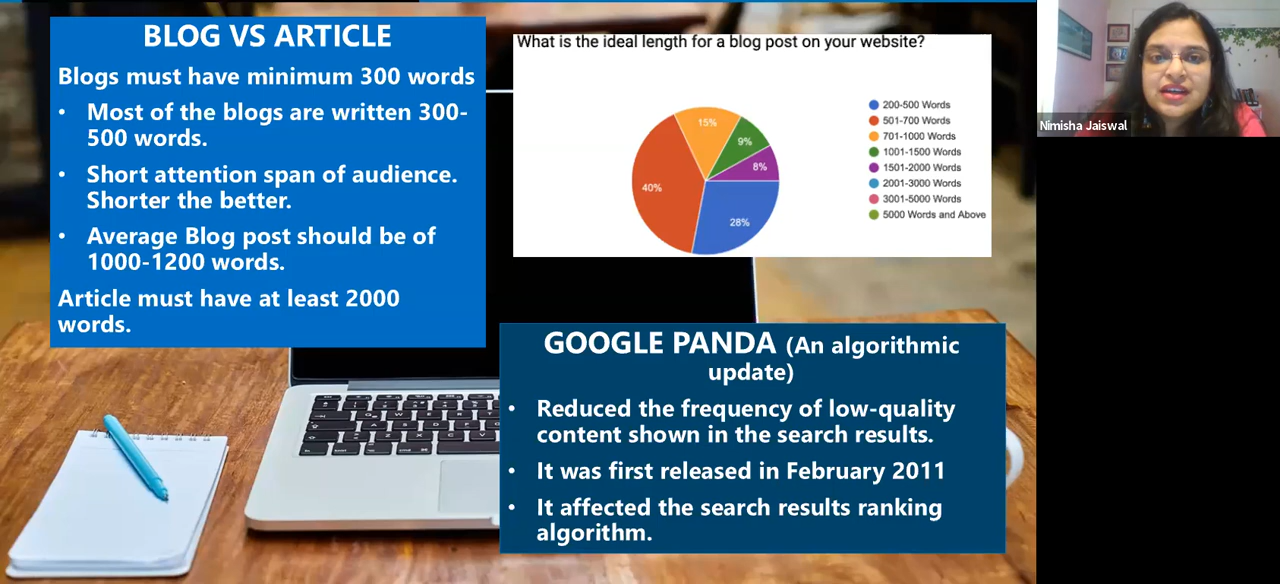 BLOG VS ARTICLE
Blogs must have minimum 300 words
• Most of the blogs are written 300-
500 words.
• Short attention span of audience.
Shorter the better.
• Average Blog post should be of
1000-1200 words.
Article must have at least 2000
words.
What is the ideal length for a blog post on your website?
15%
9%
8%
40%
28%
200-500 Words
501-700 Words
701-1000 Words
1001-1500 Words
1501-2000 Words
2001-3000 Words
3001-5000 Words
5000 Words and Above
GOOGLE PANDA (An algorithmic
update)
• Reduced the frequency of low-quality
content shown in the search results.
• It was first released in February 2011
• It affected the search results ranking
algorithm.
Nimisha Jaiswal